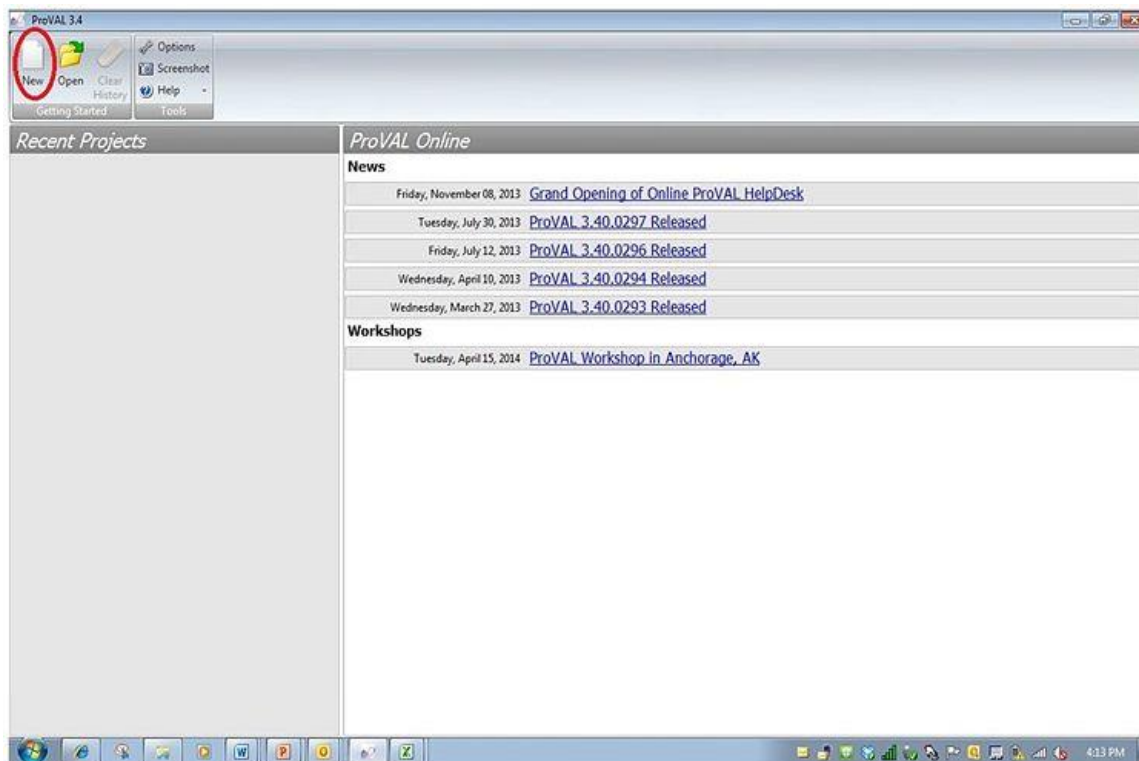 ProVAL 3.4
New
Open
Clear
History
Options
Screenshot
Help
Getting Started
Tools
Recent Projects
ProVAL Online
News
Friday, November 08, 2013 Grand Opening of Online ProVAL HelpDesk
Tuesday, July 30, 2013 ProVAL 3.40.0297 Released
Friday, July 12, 2013 ProVAL 3.40.0296 Released
Wednesday, April 10, 2013 ProVAL 3.40.0294 Released
Wednesday, March 27, 2013 ProVAL 3.40.0293 Released
Workshops
Tuesday, April 15, 2014 ProVAL Workshop in Anchorage, AK
4:13 PM